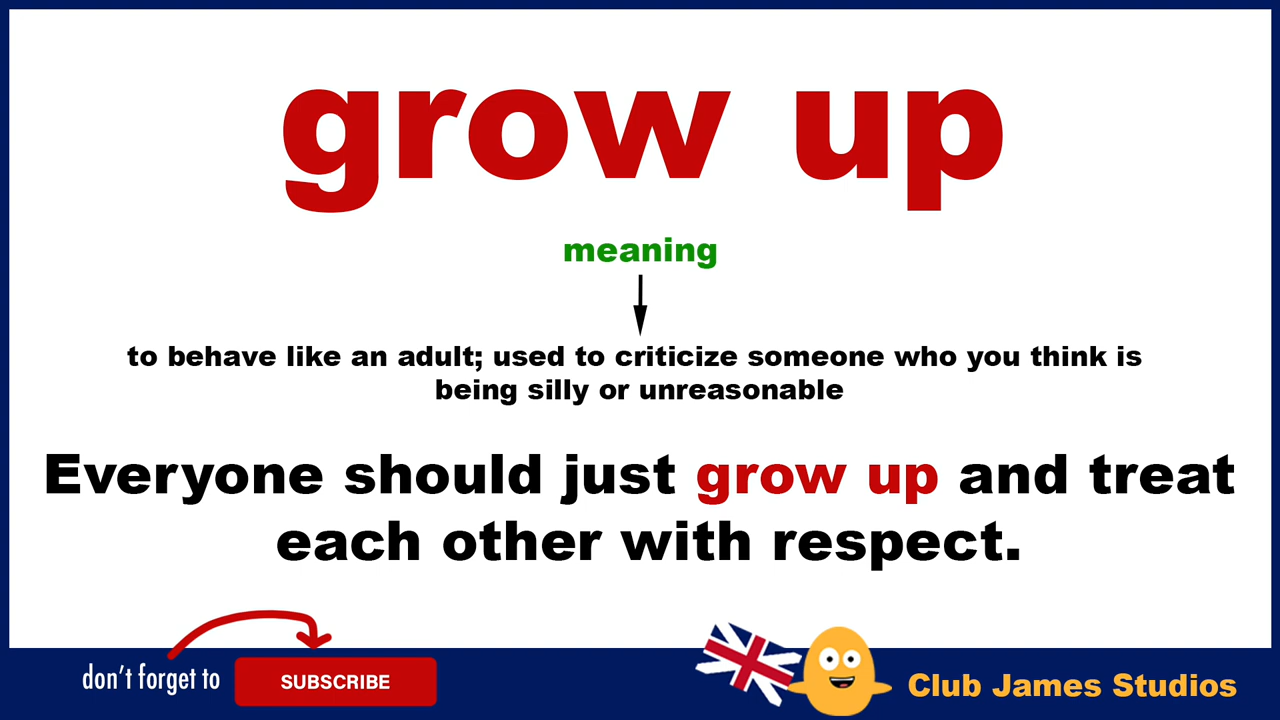 grow up
meaning
to behave like an adult; used to criticize someone who you think is
being silly or unreasonable
Everyone should just grow up and treat
each other with respect.
don't forget to
SUBSCRIBE
Club James Studios